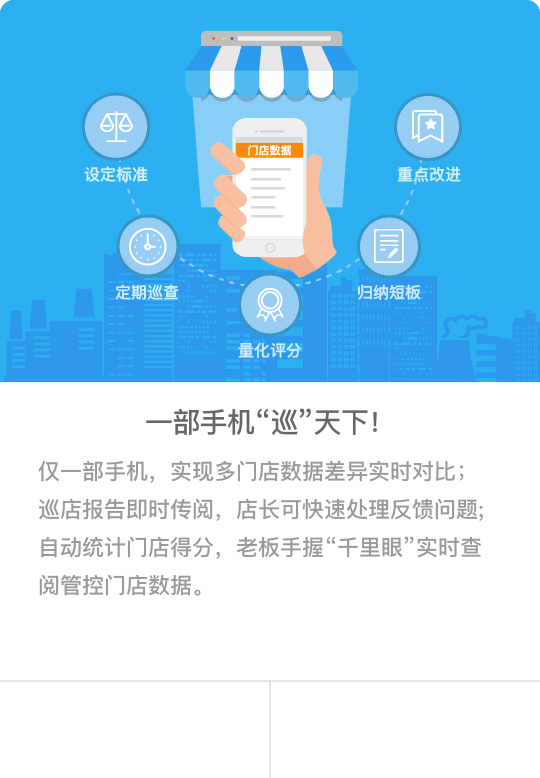 门店数据
设定标准
重点改进
定期巡查
归纳短板
量化评分
一部手机“巡”天下!
仅一部手机，实现多门店数据差异实时对比；
巡店报告即时传阅，店长可快速处理反馈问题;
自动统计门店得分，老板手握“千里眼”实时查
阅管控门店数据。